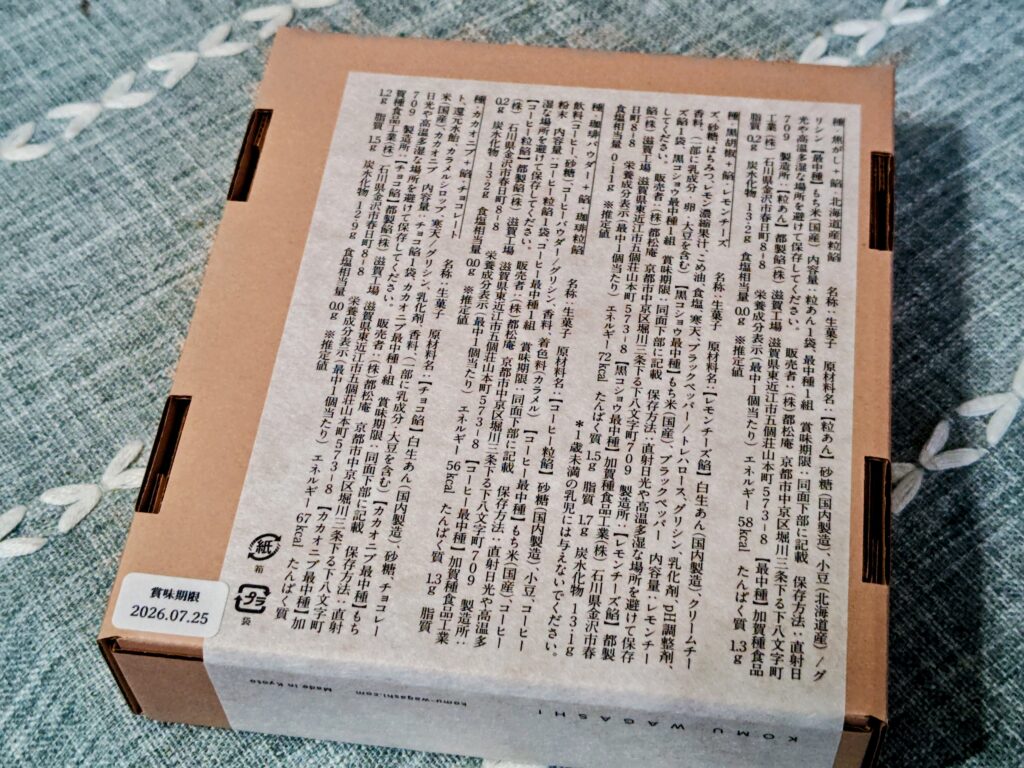 種:焦がし + 餡:北海道産粒餡　名称:生菓子　原材料名:【粒あん】砂糖(国内製造)、小豆(北海道産)/グ
リシン【最中種】もち米(国産)　内容量:粒あん1袋、最中種1組　賞味期限:同面下部に記載　保存方法:直射日
光や高温多湿な場所を避けて保存してください。　販売者:(株)都松庵 京都市中京区堀川三条下る下八文字町
709　製造所:【粒あん】都製餡(株) 滋賀工場 滋賀県東近江市五個荘山本町573-8【最中種】加賀種食品
工業(株) 石川県金沢市春日町8-8　栄養成分表示(最中1個当たり) エネルギー 58kcal たんぱく質 1.3g
脂質 0.2g 炭水化物 13.2g 食塩相当量 0.0g ※推定値
種:黒胡椒 + 餡:レモンチーズ　名称:生菓子　原材料名:【レモンチーズ餡】白生あん(国内製造)、クリームチー
ズ、砂糖、はちみつ、レモン濃縮果汁、こめ油、食塩、寒天、ブラックペッパー/トレハロース、グリシン、乳化剤、pH調整剤、
香料、(一部に乳成分・卵・大豆を含む)【黒コショウ最中種】もち米(国産)、ブラックペッパー　内容量:レモンチー
ズ餡1袋、黒コショウ最中種1組　賞味期限:同面下部に記載　保存方法:直射日光や高温多湿な場所を避けて保存
してください。　販売者:(株)都松庵 京都市中京区堀川三条下る下八文字町709　製造所:【レモンチーズ餡】都製
餡(株) 滋賀工場 滋賀県東近江市五個荘山本町573-8【黒コショウ最中種】加賀種食品工業(株) 石川県金沢市春
日町8-8　栄養成分表示(最中1個当たり) エネルギー 72kcal たんぱく質 1.5g 脂質 1.7g 炭水化物 13.1g
食塩相当量 0.111g ※推定値　*1歳未満の乳児には与えないでください。
種:珈琲パウダー + 餡:珈琲粒餡　名称:生菓子　原材料名:【コーヒー粒餡】砂糖(国内製造)、小豆、コーヒー
飲料(コーヒー、砂糖)、コーヒーパウダー/グリシン、香料、着色料(カラメル)【コーヒー最中種】もち米(国産)、コーヒー
粉末　内容量:コーヒー粒餡1袋、コーヒー最中種1組　賞味期限:同面下部に記載　保存方法:直射日光や高温多
湿な場所を避けて保存してください。　販売者:(株)都松庵 京都市中京区堀川三条下る下八文字町709　製造所:
【コーヒー粒餡】都製餡(株) 滋賀工場 滋賀県東近江市五個荘山本町573-8【コーヒー最中種】加賀種食品工業
(株) 石川県金沢市春日町8-8　栄養成分表示(最中1個当たり) エネルギー 56kcal たんぱく質 1.3g 脂質
0.2g 炭水化物 13.2g 食塩相当量 0.0g ※推定値
種:カカオニブ + 餡:チョコレート　名称:生菓子　原材料名:【チョコ餡】白生あん(国内製造)、砂糖、チョコレー
ト、還元水飴、カラメルシロップ、寒天/グリシン、乳化剤、香料、(一部に乳成分・大豆を含む)【カカオニブ最中種】もち
米(国産)、カカオニブ　内容量:チョコ餡1袋、カカオニブ最中種1組　賞味期限:同面下部に記載　保存方法:直射
日光や高温多湿な場所を避けて保存してください。　販売者:(株)都松庵 京都市中京区堀川三条下る下八文字町
709　製造所:【チョコ餡】都製餡(株) 滋賀工場 滋賀県東近江市五個荘山本町573-8【カカオニブ最中種】加
賀種食品工業(株) 石川県金沢市春日町8-8　栄養成分表示(最中1個当たり) エネルギー 67kcal たんぱく質
1.2g 脂質 1.5g 炭水化物 12.9g 食塩相当量 0.0g ※推定値
紙
箱
プラ
袋
賞味期限
2026.07.25
KOMU WAGASHI
komu-wagashi.com
Made in Kyoto